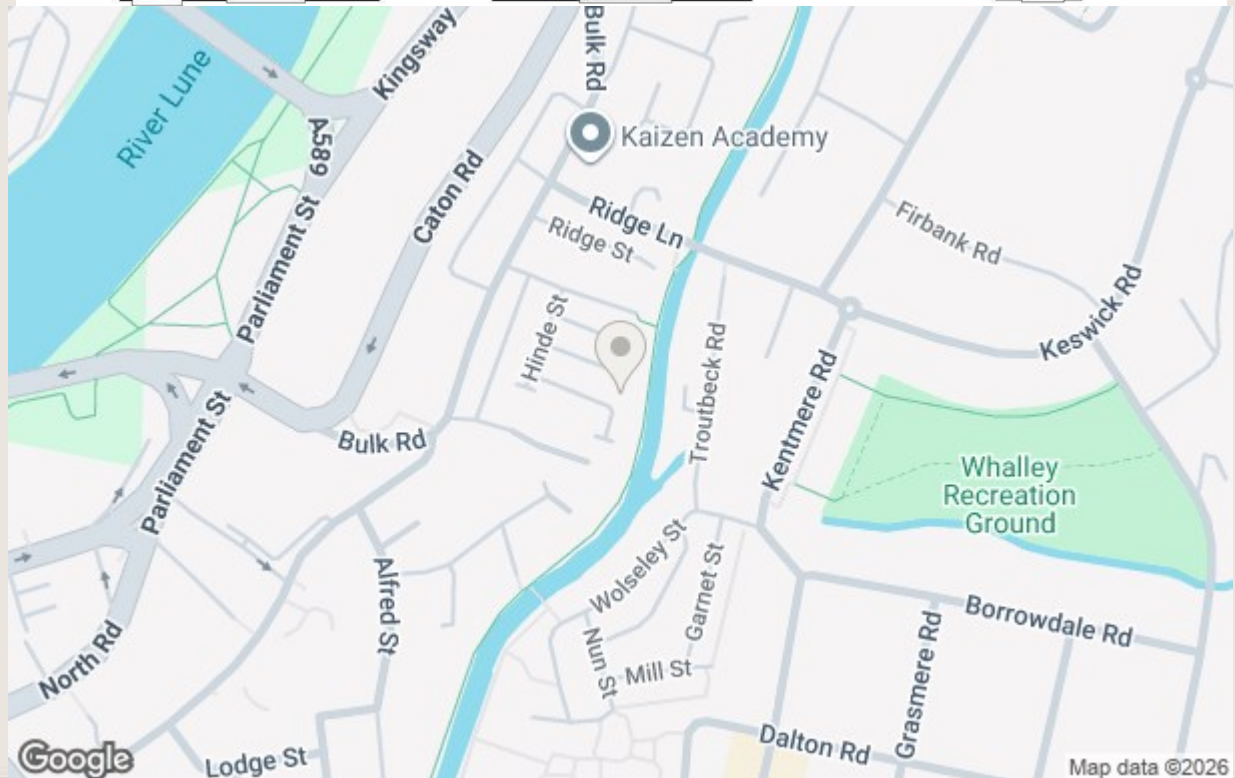 River Lune
Kingsway
A589
Bulk Rd
Kaizen Academy
Caton Rd
Parliament St
Ridge Ln
Ridge St
Firbank Rd
Keswick Rd
Hinde St
Troutbeck Rd
Kentmere Rd
Bulk Rd
Parliament St
Whalley
Recreation
Ground
Wolseley St
Garnet St
Alfred St
Nun St
Mill St
Borrowdale Rd
Grasmere Rd
North Rd
Lodge St
Dalton Rd
Google
Map data ©2026